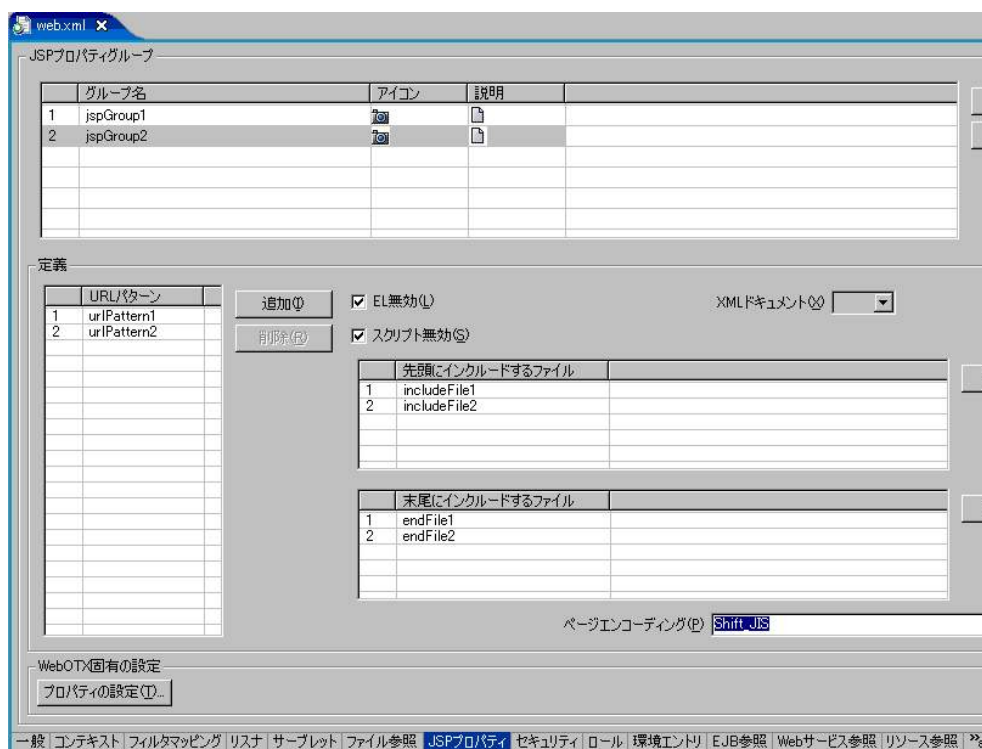 web.xml
JSPプロパティグループ
グループ名 アイコン 説明
1 jspGroup1
2 jspGroup2
定義
URLパターン
1 urlPattern1
2 urlPattern2
追加(I)
削除(R)
EL無効(L)
XMLドキュメント(X)
スクリプト無効(S)
先頭にインクルードするファイル
1 includeFile1
2 includeFile2
末尾にインクルードするファイル
1 endFile1
2 endFile2
ページエンコーディング(P) Shift_JIS
WebOTX固有の設定
プロパティの設定(T)...
一般 コンテキスト フィルタマッピング リスナ サーブレット ファイル参照 JSPプロパティ セキュリティ ロール 環境エントリ EJB参照 Webサービス参照 リソース参照